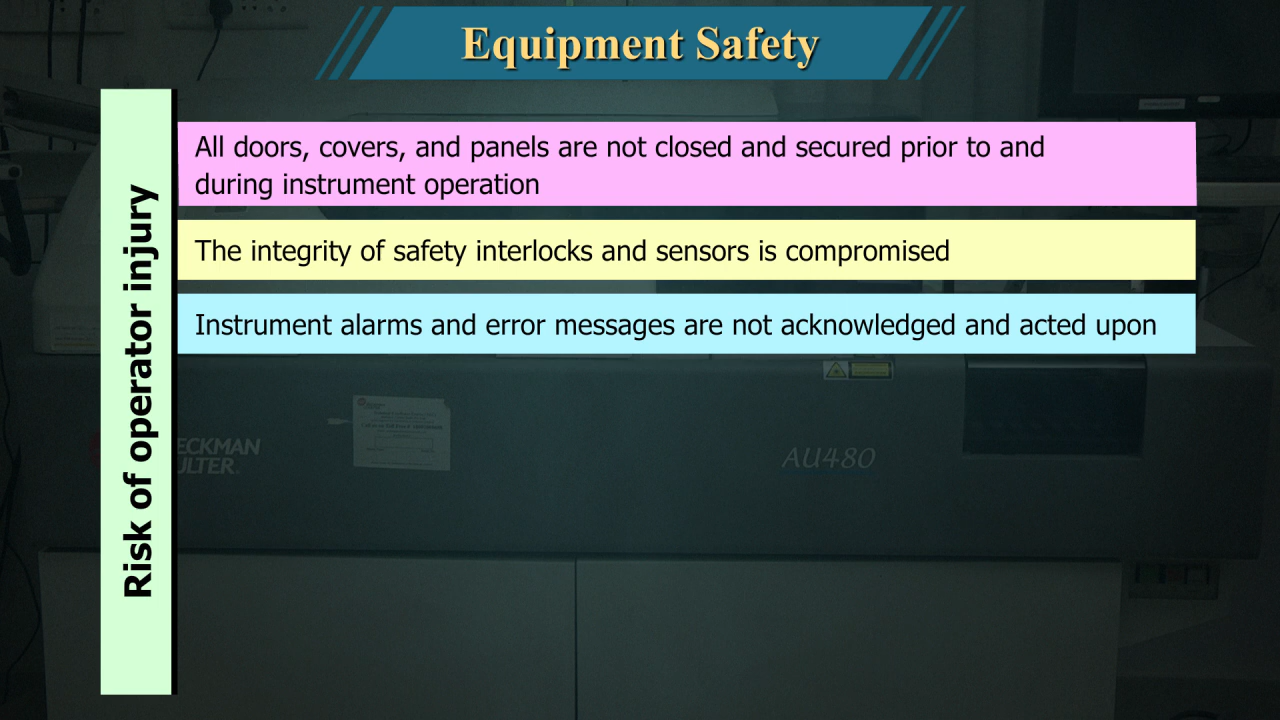 Equipment Safety
Risk of operator injury
All doors, covers, and panels are not closed and secured prior to and
during instrument operation
The integrity of safety interlocks and sensors is compromised
Instrument alarms and error messages are not acknowledged and acted upon
ECKMAN
ULTER.
AU480